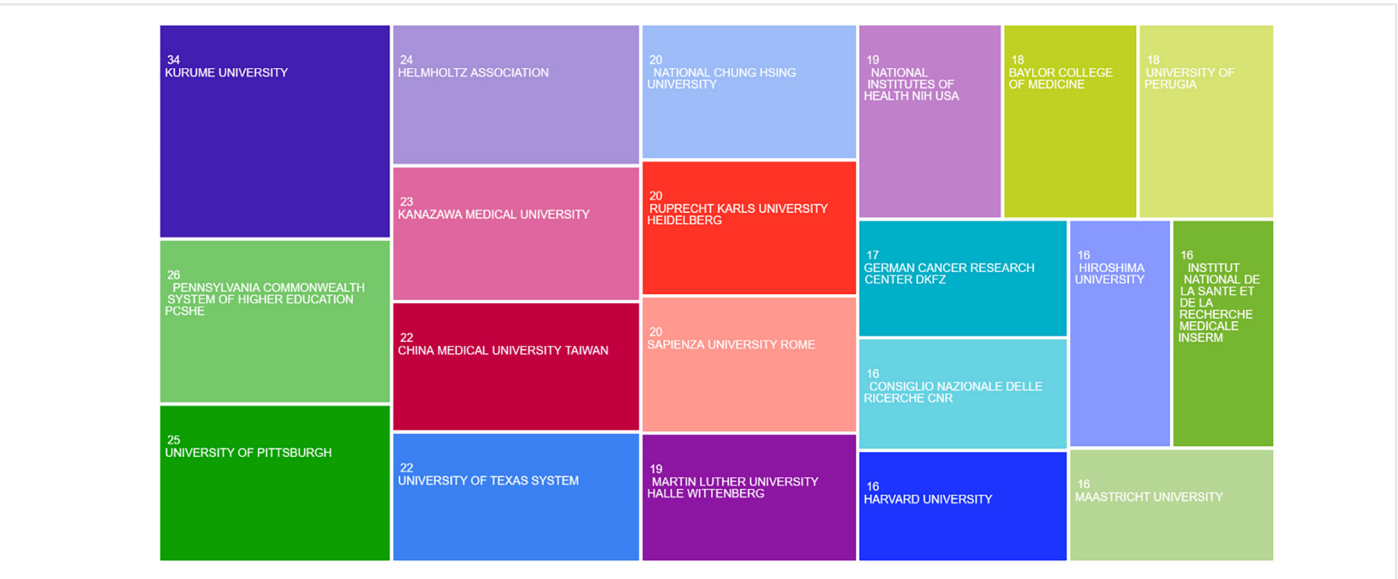 34
KURUME UNIVERSITY
26
PENNSYLVANIA COMMONWEALTH
SYSTEM OF HIGHER EDUCATION
PCSHE
25
UNIVERSITY OF PITTSBURGH
24
HELMHOLTZ ASSOCIATION
23
KANAZAWA MEDICAL UNIVERSITY
22
CHINA MEDICAL UNIVERSITY TAIWAN
22
UNIVERSITY OF TEXAS SYSTEM
20
NATIONAL CHUNG HSING
UNIVERSITY
20
RUPRECHT KARLS UNIVERSITY
HEIDELBERG
20
SAPIENZA UNIVERSITY ROME
19
MARTIN LUTHER UNIVERSITY
HALLE WITTENBERG
19
NATIONAL
INSTITUTES OF
HEALTH NIH USA
18
BAYLOR COLLEGE
OF MEDICINE
18
UNIVERSITY OF
PERUGIA
17
GERMAN CANCER RESEARCH
CENTER DKFZ
16
CONSIGLIO NAZIONALE DELLE
RICERCHE CNR
16
HARVARD UNIVERSITY
16
HIROSHIMA
UNIVERSITY
16
INSTITUT
NATIONAL DE
LA SANTE ET
DE LA
RECHERCHE
MEDICALE
INSERM
16
MAASTRICHT UNIVERSITY